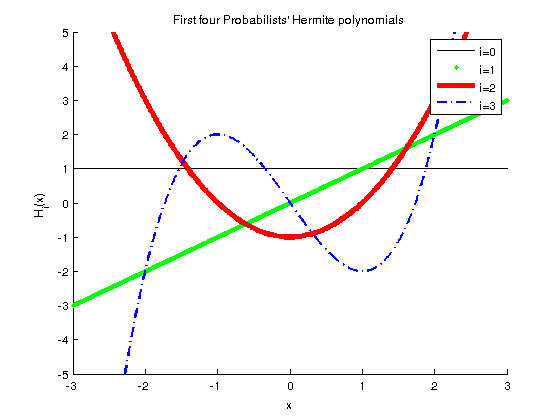 First four Probabilists' Hermite polynomials
5
4
3
2
1
0
-1
-2
-3
-4
-5
H_i(x)
-3
-2
-1
0
1
2
3
x
i=0
i=1
i=2
i=3